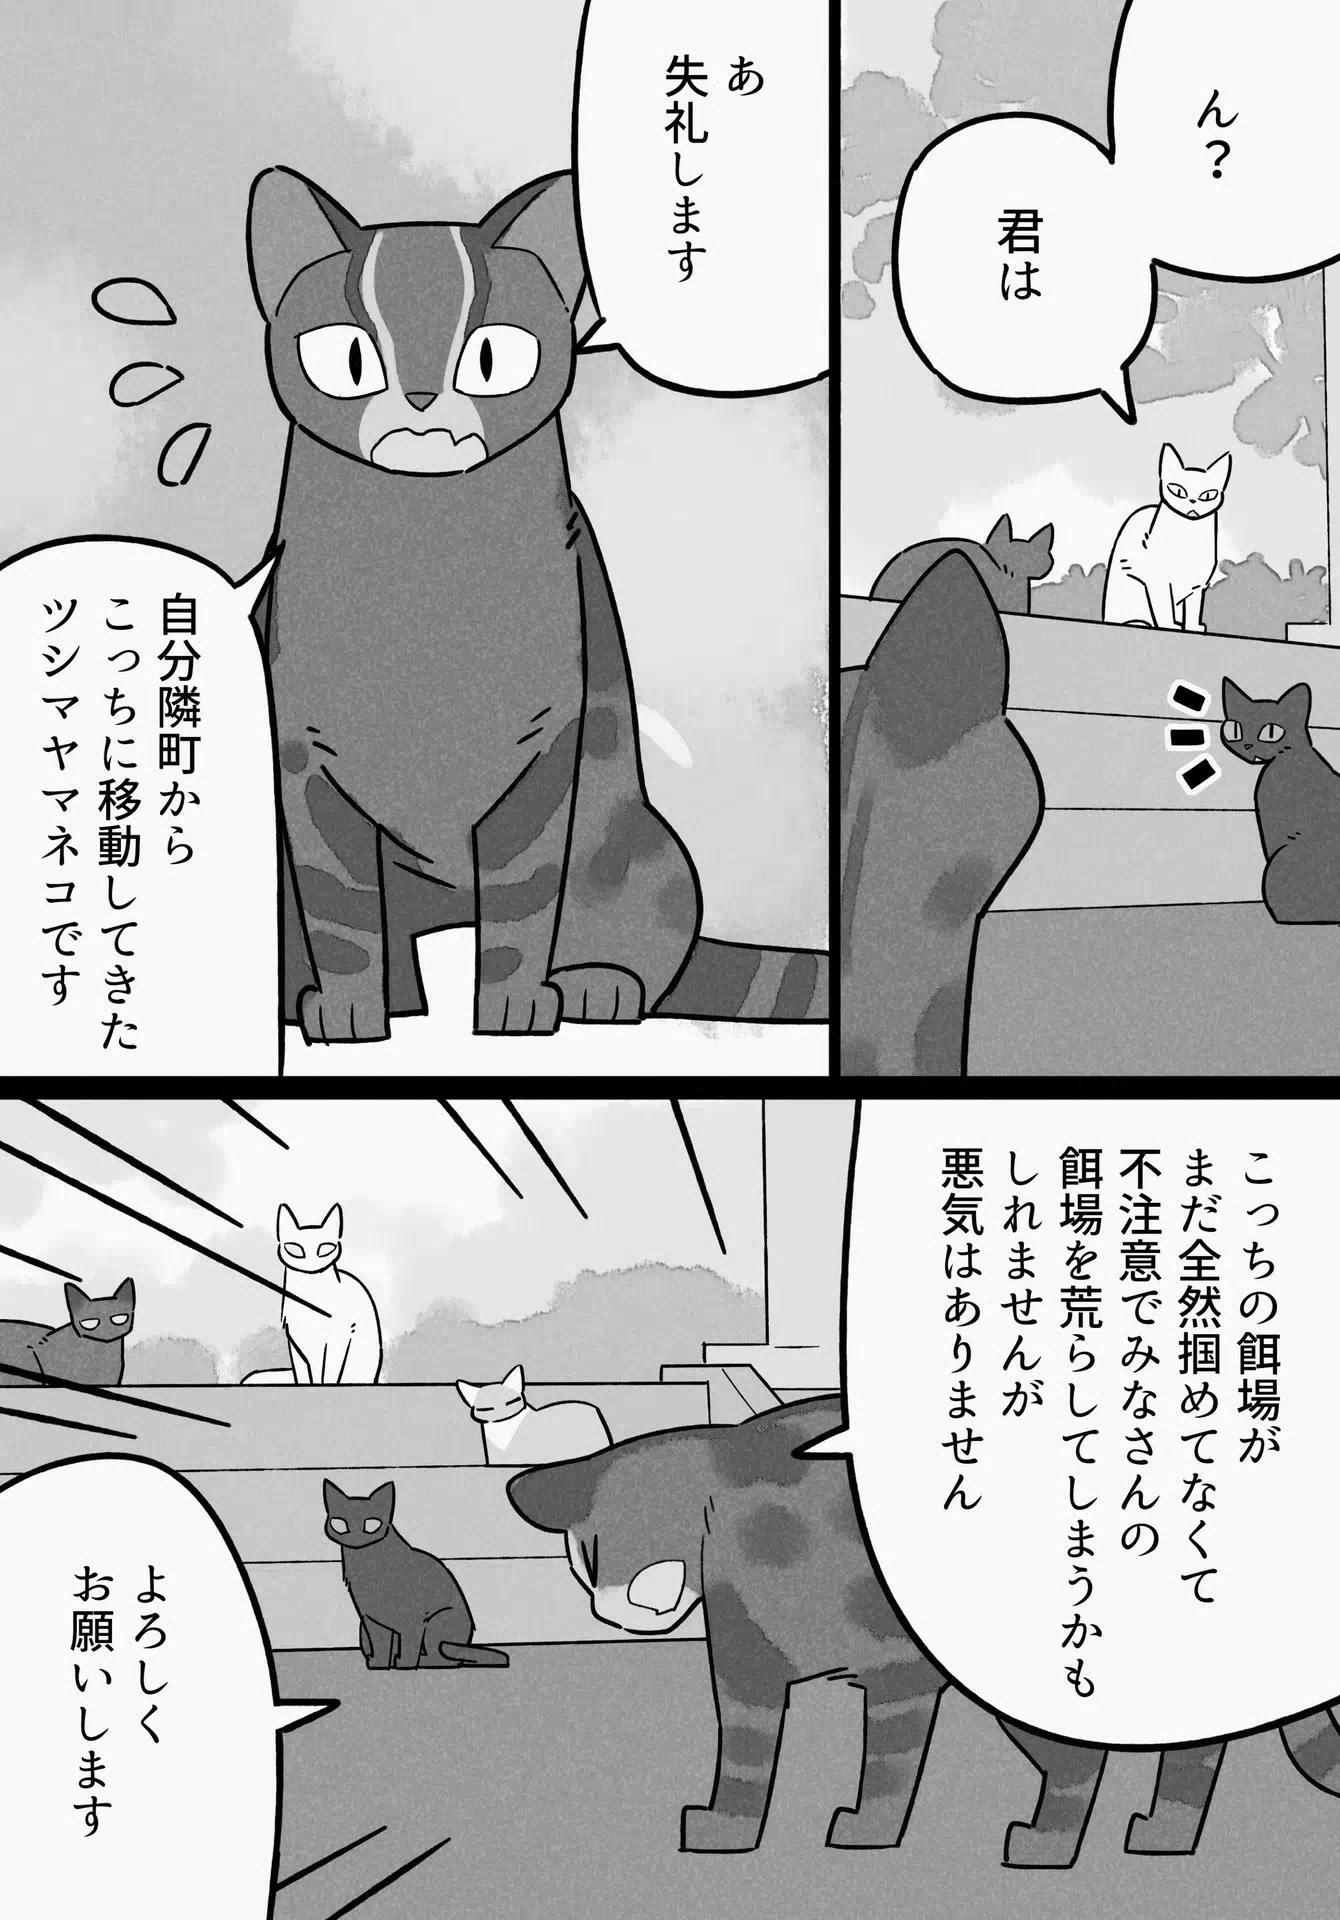 ん？
君は
あ
失礼します
自分隣町から
こっちに移動してきた
ツシマヤマネコです
こっちの餌場が
まだ全然掴めてなくて
不注意でみなさんの
餌場を荒らしてしまうかも
しれませんが
悪気はありません
よろしく
お願いします